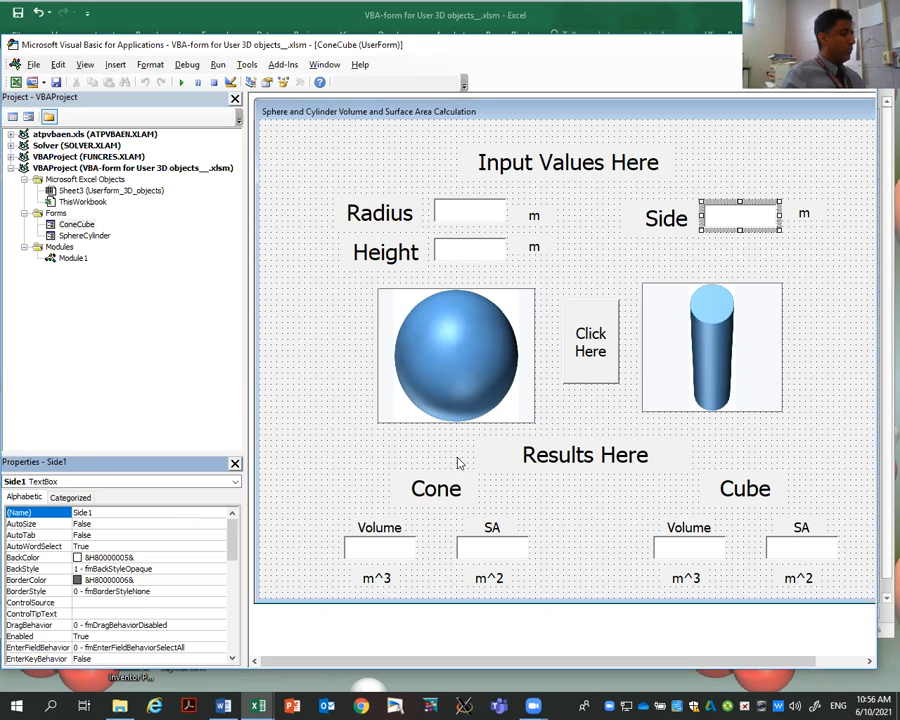 VBA-form for User 3D objects_.xlsm - Excel
Microsoft Visual Basic for Applications - VBA-form for User 3D objects__.xlsm - [ConeCube (UserForm)]
File Edit View Insert Format Debug Run Tools Add-Ins Window Help
Project - VBAProject
atpvbaen.xls (ATPVBAEN.XLAM)
Solver (SOLVER.XLAM)
VBAProject (FUNCRES.XLAM)
VBAProject (VBA-form for User 3D objects__.xlsm)
Microsoft Excel Objects
Sheet3 (Userform_3D_objects)
ThisWorkbook
Forms
ConeCube
SphereCylinder
Modules
Module1
Properties - Side1
Side1 TextBox
Alphabetic Categorized
(Name) Side1
AutoSize False
AutoTab False
AutoWordSelect True
BackColor &H80000005&
BackStyle 1 - fmBackStyleOpaque
BorderColor &H80000006&
BorderStyle 0 - fmBorderStyleNone
ControlSource
ControlTipText
DragBehavior 0 - fmDragBehaviorDisabled
Enabled True
EnterFieldBehavior 0 - fmEnterFieldBehaviorSelectAll
EnterKeyBehavior False
Sphere and Cylinder Volume and Surface Area Calculation
Input Values Here
Radius m Side m
Height m
Click
Here
Results Here
Cone Cube
Volume SA Volume SA
m^3 m^2 m^3 m^2
Inventor P...
10:56 AM
6/10/2021